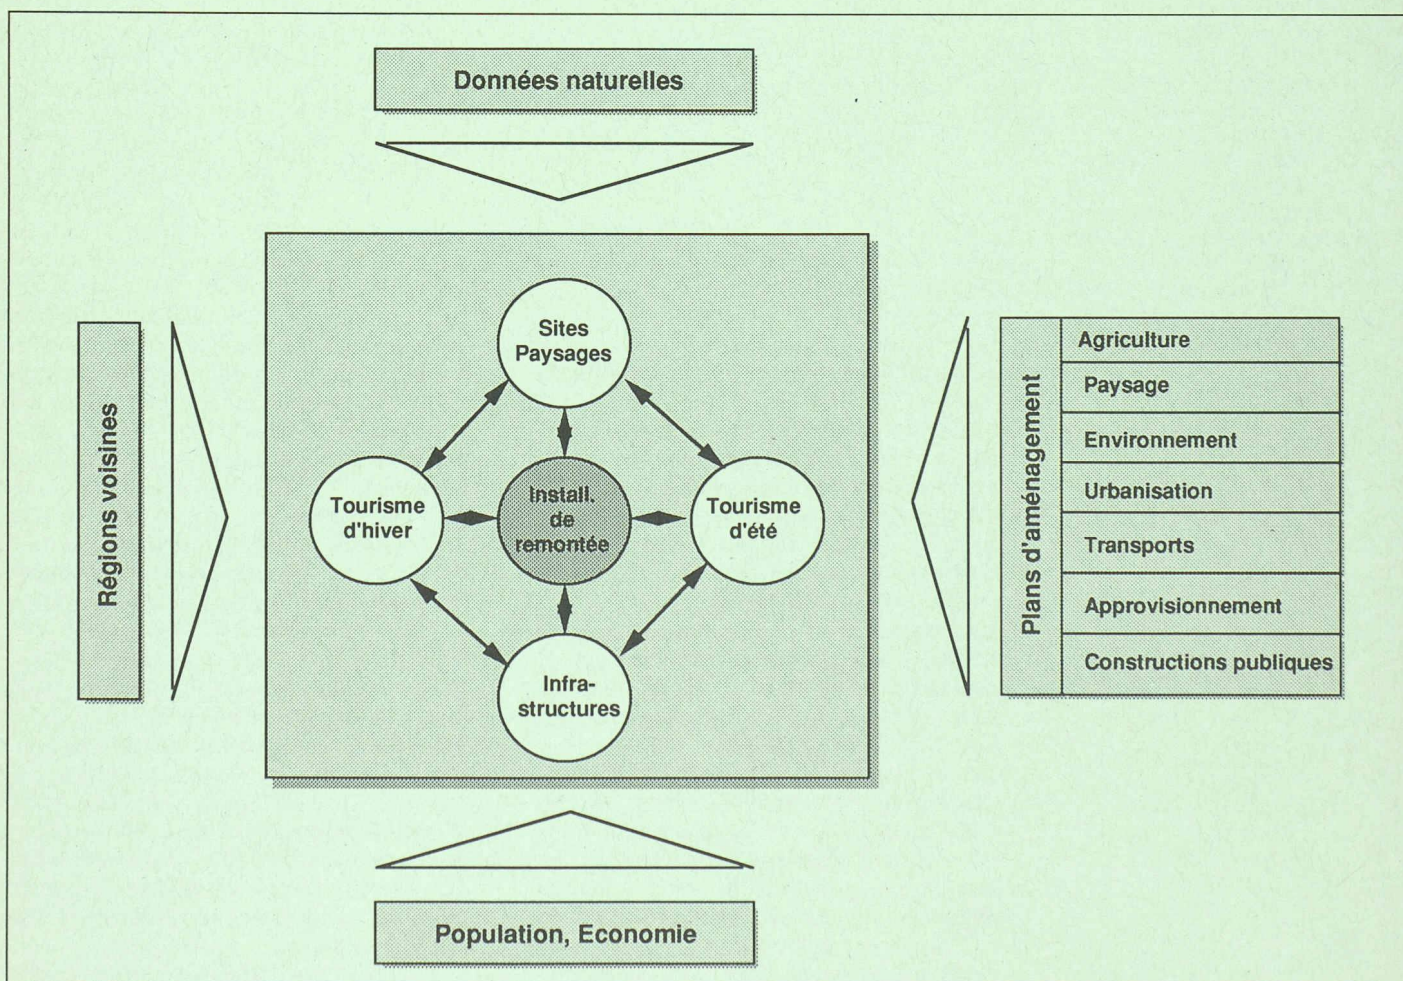 Données naturelles
Régions voisines
Sites
Paysages
Tourisme
d'hiver
Install.
de
remontée
Tourisme
d'été
Infra-
structures
Plans d'aménagement
Agriculture
Paysage
Environnement
Urbanisation
Transports
Approvisionnement
Constructions publiques
Population, Economie